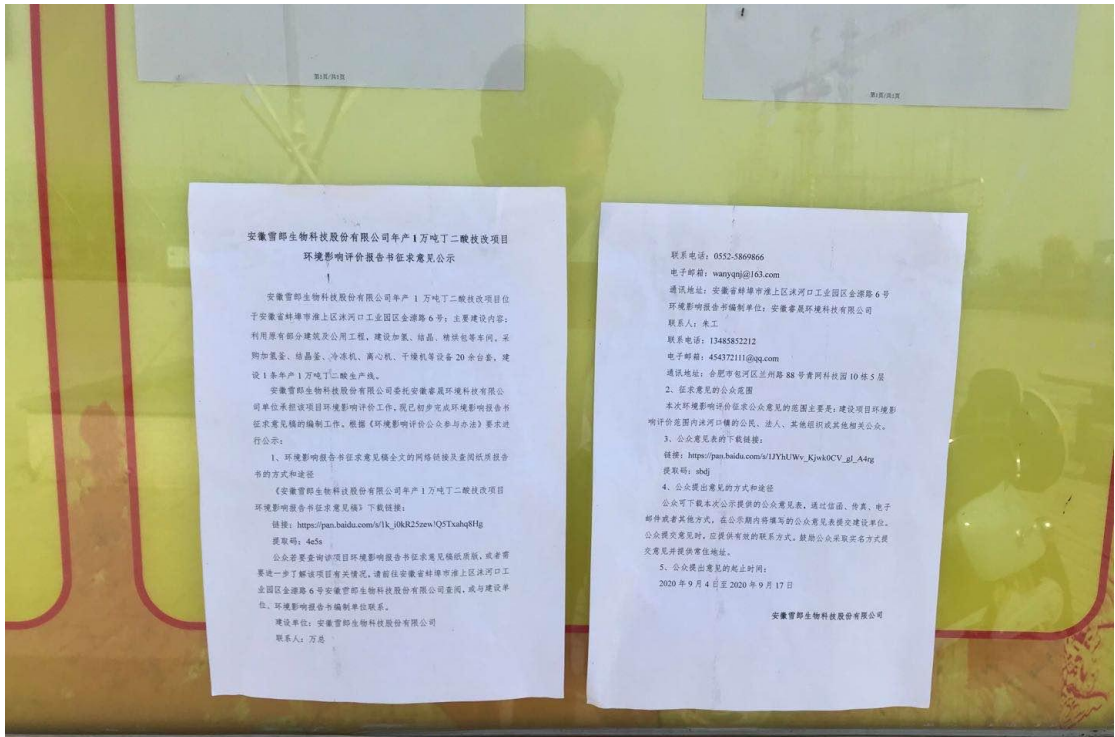 第1页/共1页
第1页/共1页
安徽雪郎生物科技股份有限公司年产1万吨丁二酸技改项目
环境影响评价报告书征求意见公示
安徽雪郎生物科技股份有限公司年产 1 万吨丁二酸技改项目位
于安徽省蚌埠市淮上区沫河口工业园区金漴路 6 号；主要建设内容：
利用原有部分建筑及公用工程，建设加氢、结晶、精烘包等车间，采
购加氢釜、结晶釜、冷冻机、离心机、干燥机等设备 20 余台套，建
设 1 条年产 1 万吨丁二酸生产线。
安徽雪郎生物科技股份有限公司委托安徽睿晟环境科技有限公
司单位承担该项目环境影响评价工作，现已初步完成环境影响报告书
征求意见稿的编制工作。根据《环境影响评价公众参与办法》要求进
行公示：
1、环境影响报告书征求意见稿全文的网络链接及查阅纸质报告
书的方式和途径
《安徽雪郎生物科技股份有限公司年产 1 万吨丁二酸技改项目
环境影响报告书征求意见稿》下载链接：
链接：https://pan.baidu.com/s/1k_j0kR25zew!Q5Txahq8Hg
提取码：4e5s
公众若要查询该项目环境影响报告书征求意见稿纸质版，或者需
要进一步了解该项目有关情况，请前往安徽省蚌埠市淮上区沫河口工
业园区金漴路 6 号安徽雪郎生物科技股份有限公司查阅，或与建设单
位、环境影响报告书编制单位联系。
建设单位：安徽雪郎生物科技股份有限公司
联系人：万总
联系电话：0552-5869866
电子邮箱：wanyqnj@163.com
通讯地址：安徽省蚌埠市淮上区沫河口工业园区金漴路 6 号
环境影响报告书编制单位：安徽睿晟环境科技有限公司
联系人：朱工
联系电话：13485852212
电子邮箱：454372111@qq.com
通讯地址：合肥市包河区兰州路 88 号青网科技园 10 栋 5 层
2、征求意见的公众范围
本次环境影响评价征求公众意见的范围主要是：建设项目环境影
响评价范围内沫河口镇的公民、法人、其他组织或其他相关公众。
3、公众意见表的下载链接：
链接：https://pan.baidu.com/s/1JYhUWv_Kjwk0CV_gl_A4rg
提取码：sbdj
4、公众提出意见的方式和途径
公众可下载本次公示提供的公众意见表，通过信函、传真、电子
邮件或者其他方式，在公示期内将填写的公众意见表提交建设单位。
公众提交意见时，应提供有效的联系方式。鼓励公众采取实名方式提
交意见并提供常住地址。
5、公众提出意见的起止时间：
2020 年 9 月 4 日至 2020 年 9 月 17 日
安徽雪郎生物科技股份有限公司